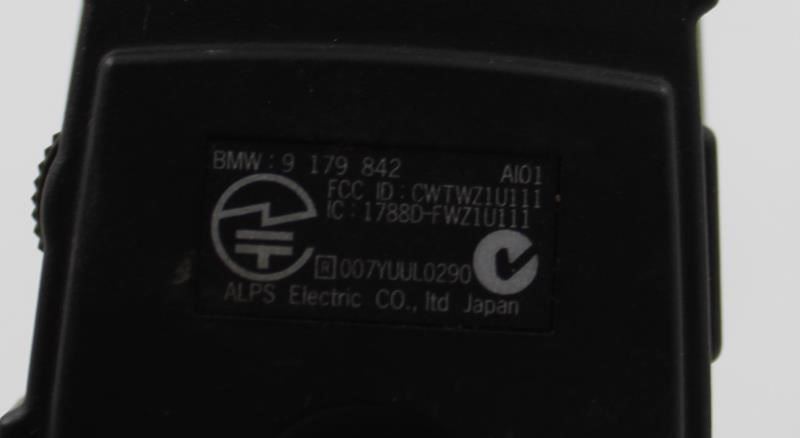 BMW : 9 179 842 AI01
FCC ID : CWTWZ1U111
IC : 1788D-FWZ1U111
R 007YUUL0290
ALPS Electric CO., ltd Japan